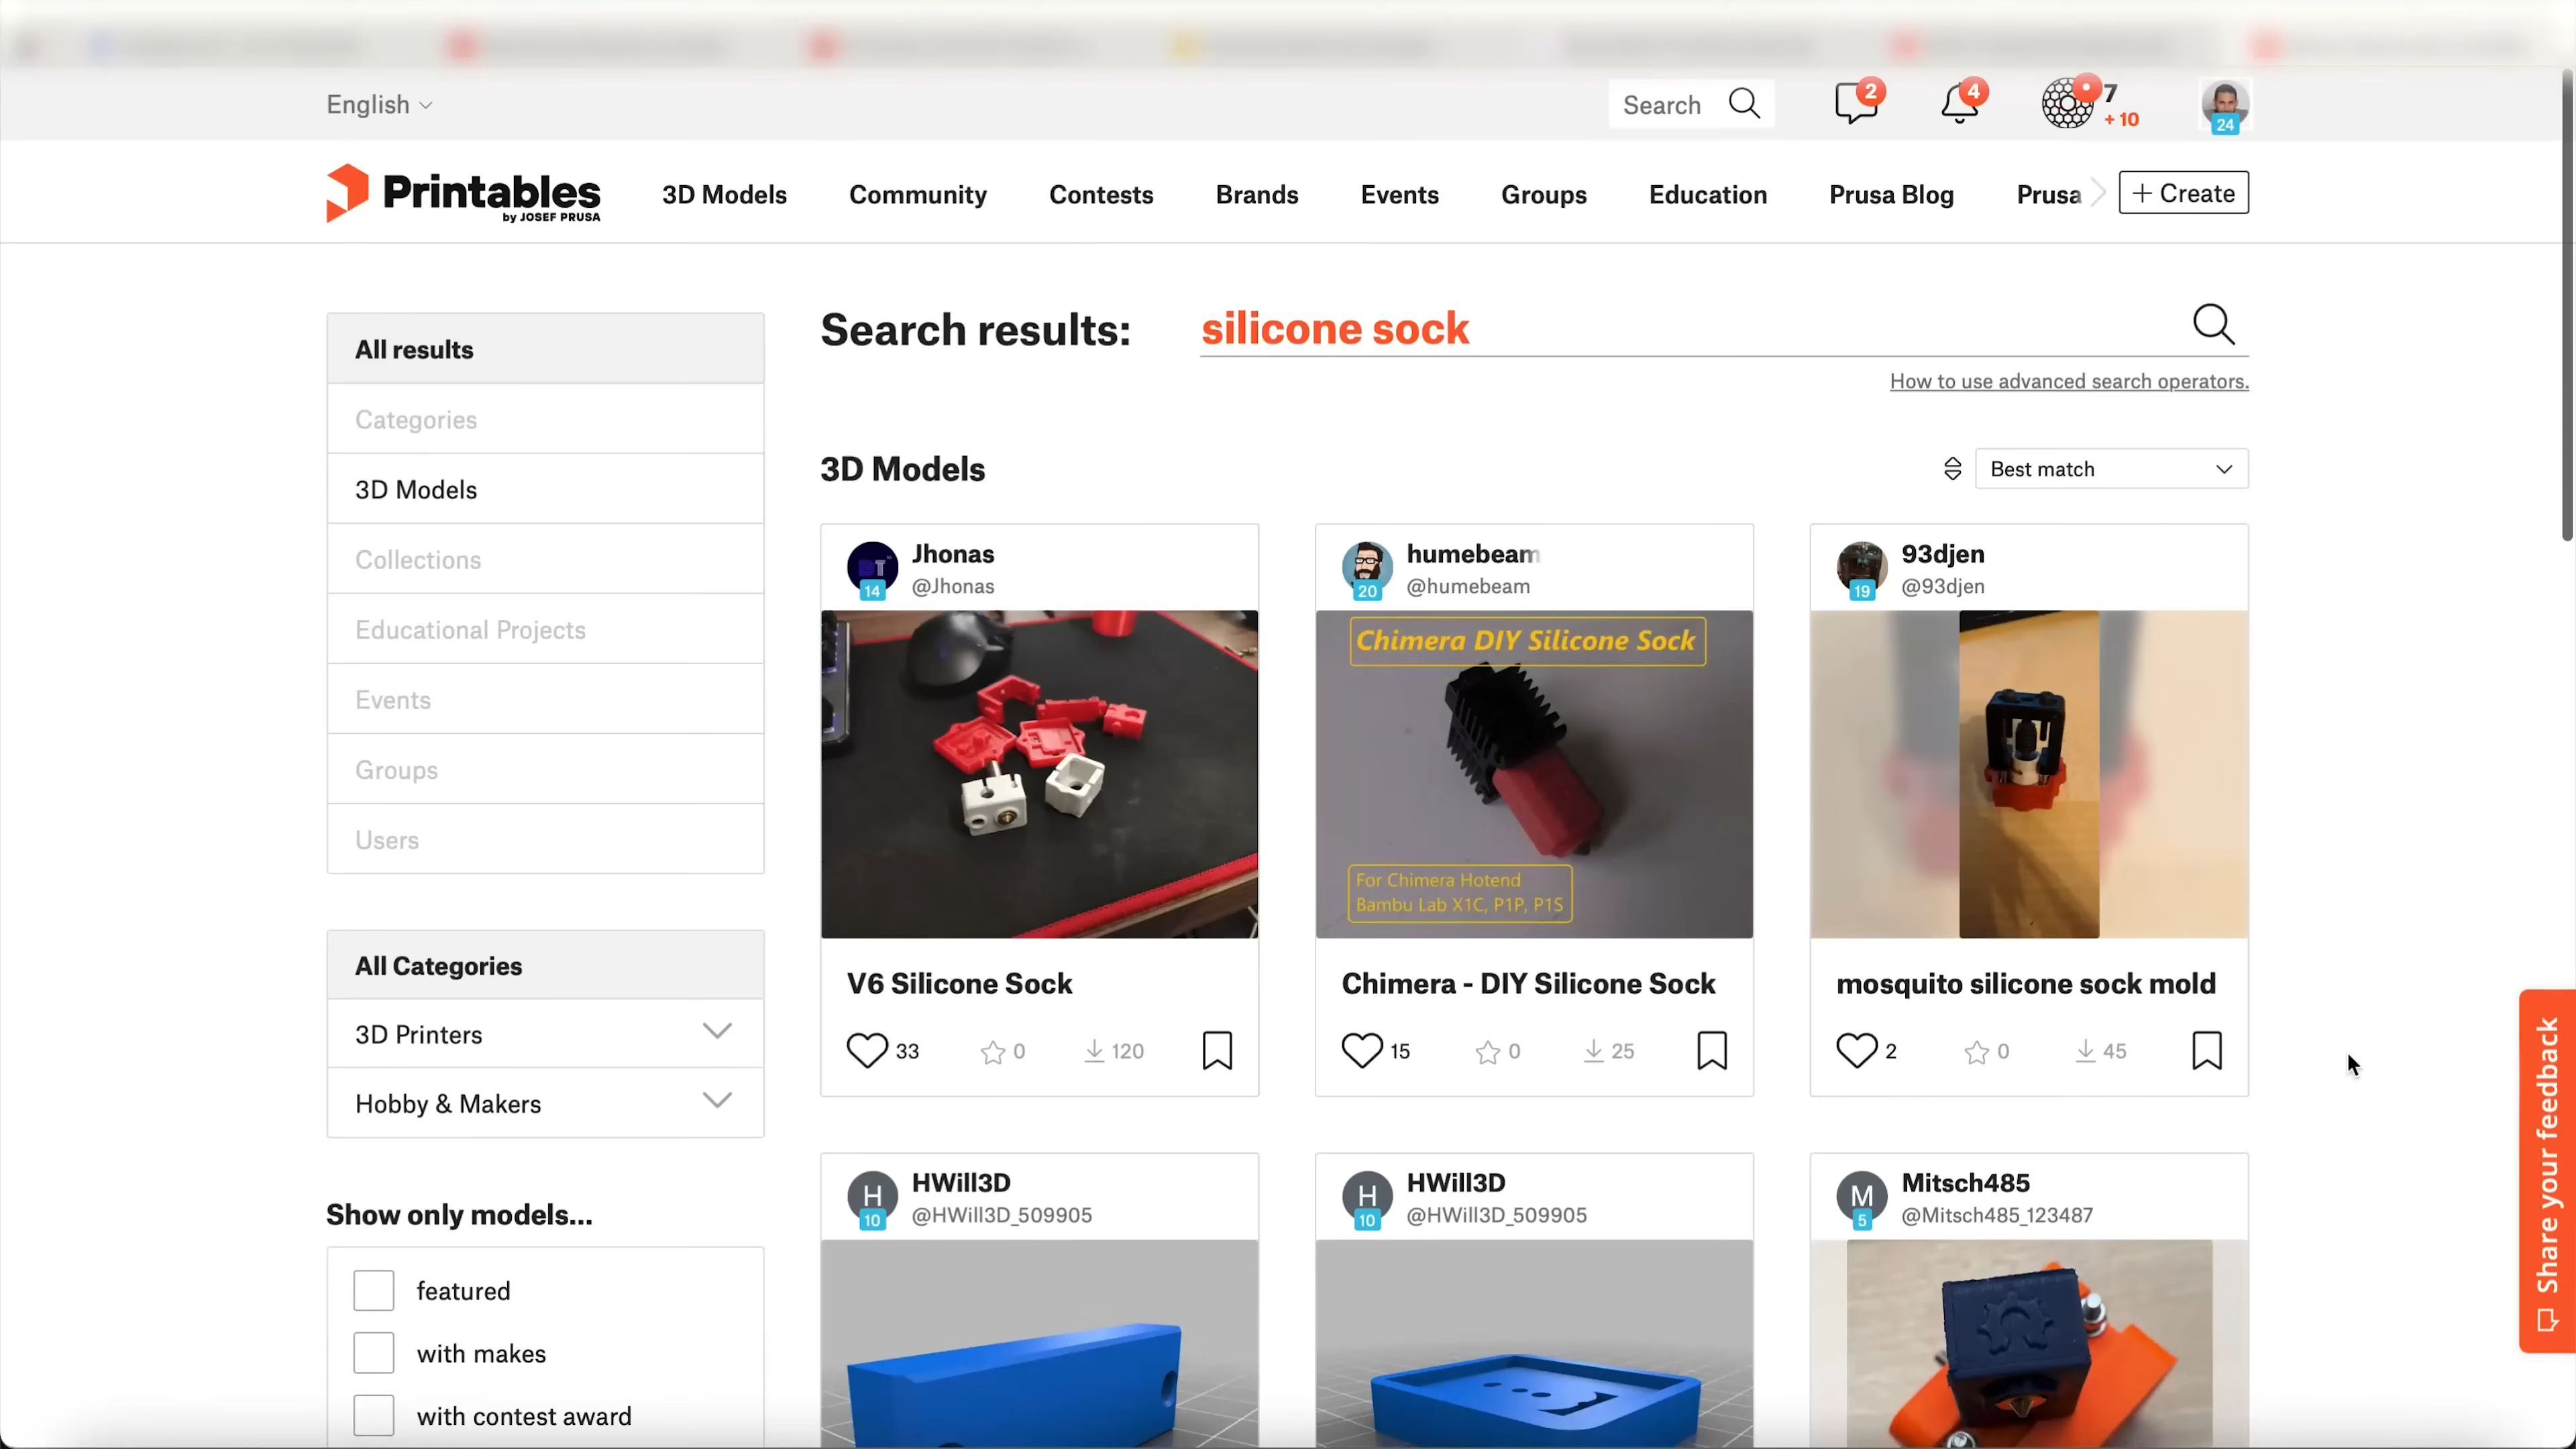 English
Search
2
4
7
+ 10
24
Printables
by JOSEF PRUSA
3D Models
Community
Contests
Brands
Events
Groups
Education
Prusa Blog
Prusa
+ Create
All results
Categories
3D Models
Collections
Educational Projects
Events
Groups
Users
All Categories
3D Printers
Hobby & Makers
Show only models...
featured
with makes
with contest award
Search results: silicone sock
How to use advanced search operators.
3D Models
Best match
14
Jhonas
@Jhonas
V6 Silicone Sock
33 0 120
20
humebeam
@humebeam
Chimera DIY Silicone Sock
For Chimera Hotend
Bambu Lab X1C, P1P, P1S
Chimera - DIY Silicone Sock
15 0 25
19
93djen
@93djen
mosquito silicone sock mold
2 0 45
H
10
HWill3D
@HWill3D_509905
H
10
HWill3D
@HWill3D_509905
M
5
Mitsch485
@Mitsch485_123487
Share your feedback